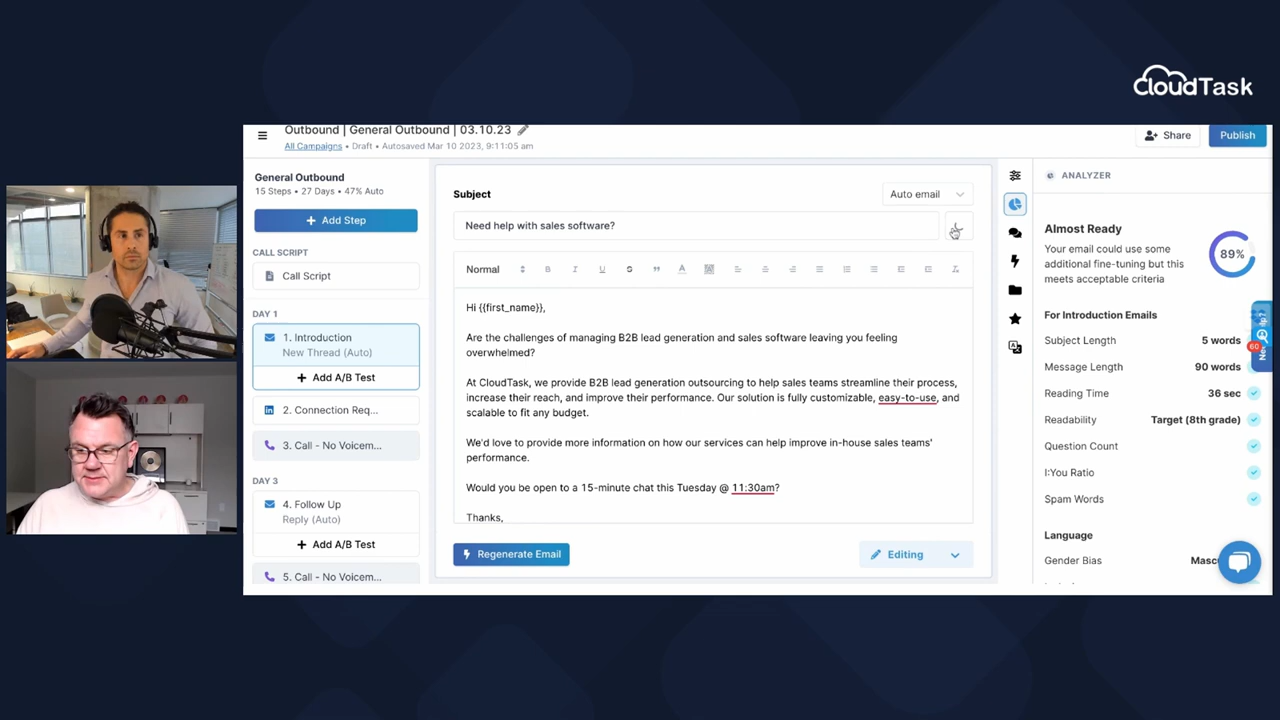 CloudTask
Outbound | General Outbound | 03.10.23
All Campaigns • Draft • Autosaved Mar 10 2023, 9:11:05 am
Share
Publish
General Outbound
15 Steps • 27 Days • 47% Auto
+ Add Step
CALL SCRIPT
Call Script
DAY 1
1. Introduction
New Thread (Auto)
+ Add A/B Test
2. Connection Req...
3. Call - No Voicem...
DAY 3
4. Follow Up
Reply (Auto)
+ Add A/B Test
5. Call - No Voicem...
Subject
Auto email
Need help with sales software?
Normal
Hi {{first_name}},
Are the challenges of managing B2B lead generation and sales software leaving you feeling
overwhelmed?
At CloudTask, we provide B2B lead generation outsourcing to help sales teams streamline their process,
increase their reach, and improve their performance. Our solution is fully customizable, easy-to-use, and
scalable to fit any budget.
We'd love to provide more information on how our services can help improve in-house sales teams'
performance.
Would you be open to a 15-minute chat this Tuesday @ 11:30am?
Thanks,
Regenerate Email
Editing
ANALYZER
Almost Ready
Your email could use some
additional fine-tuning but this
meets acceptable criteria
89%
For Introduction Emails
Subject Length 5 words
Message Length 90 words
Reading Time 36 sec
Readability Target (8th grade)
Question Count
I:You Ratio
Spam Words
Language
Gender Bias
60